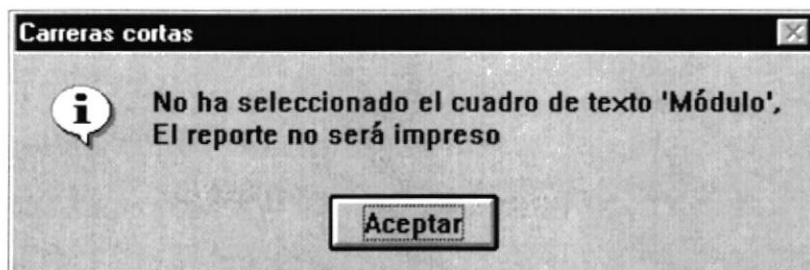 Carreras cortas
No ha seleccionado el cuadro de texto 'Módulo',
El reporte no será impreso
Aceptar